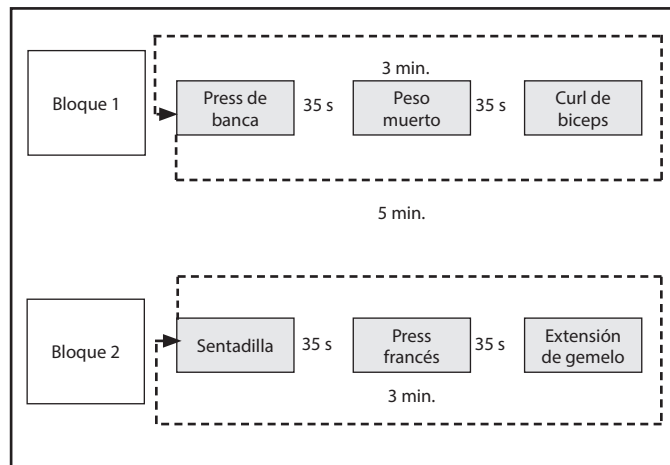 3 min.
Bloque 1
Press de
banca
35 s
Peso
muerto
35 s
Curl de
biceps
5 min.
Bloque 2
Sentadilla
35 s
Press
francés
35 s
Extensión
de gemelo
3 min.